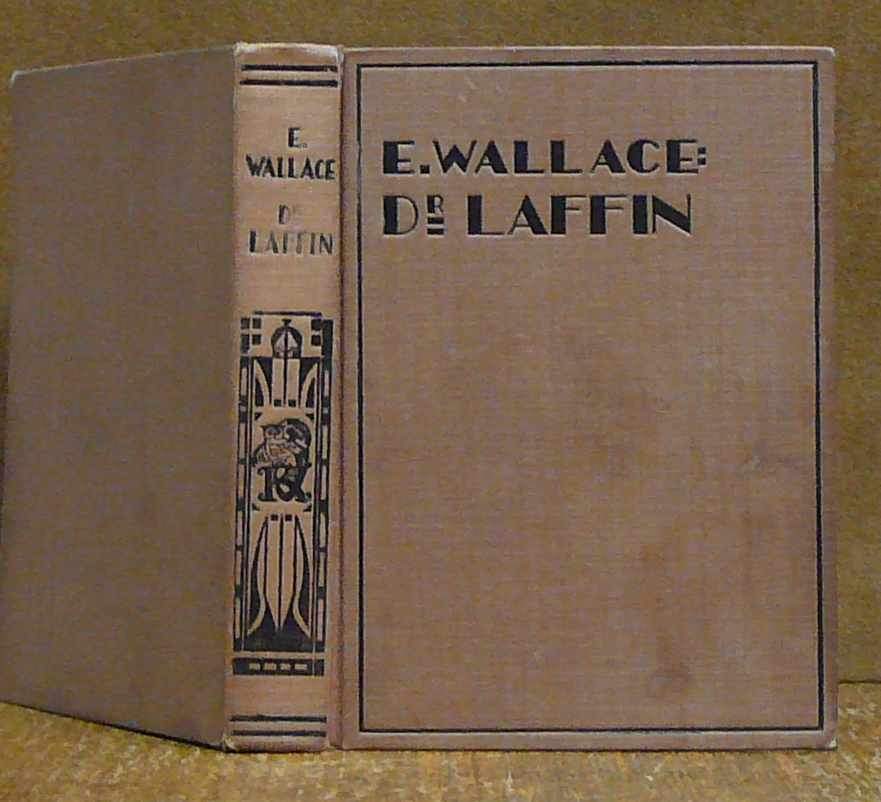 E.
WALLACE
DR
LAFFIN
E. WALLACE:
DR LAFFIN